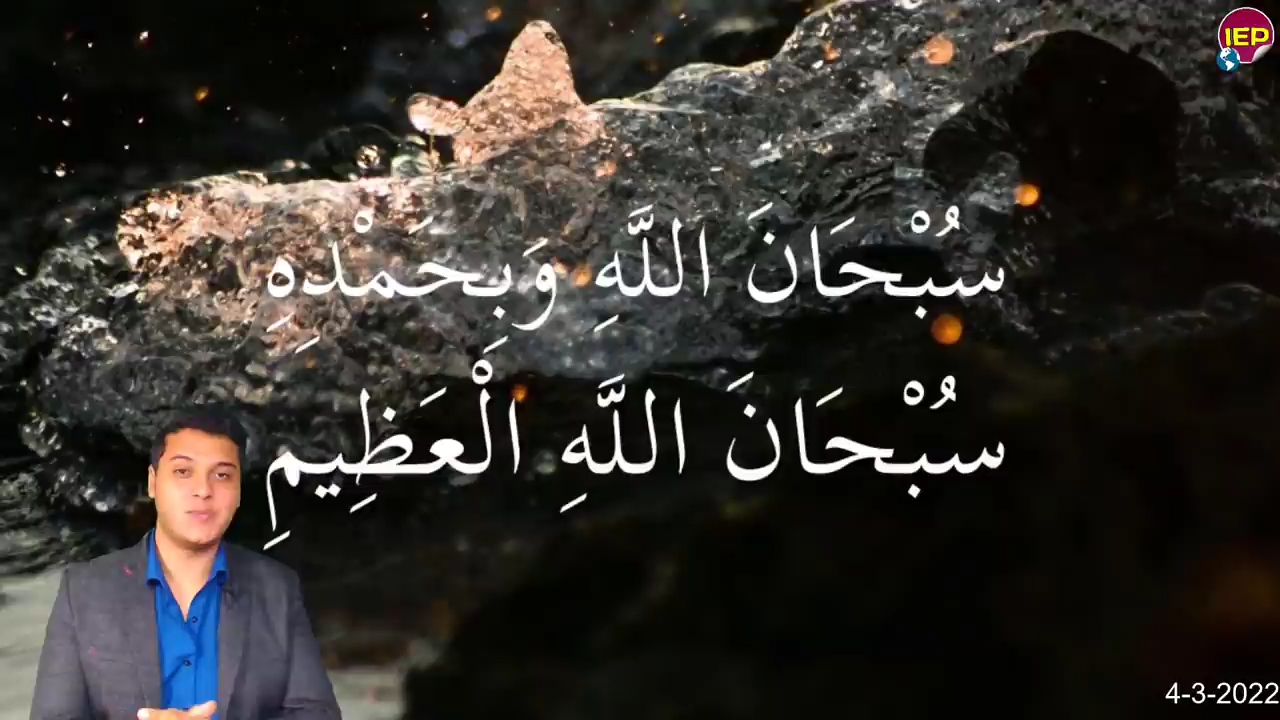 IEP
سُبْحَانَ اللَّهِ وَبِحَمْدِهِ
سُبْحَانَ اللَّهِ الْعَظِيمِ
4-3-2022